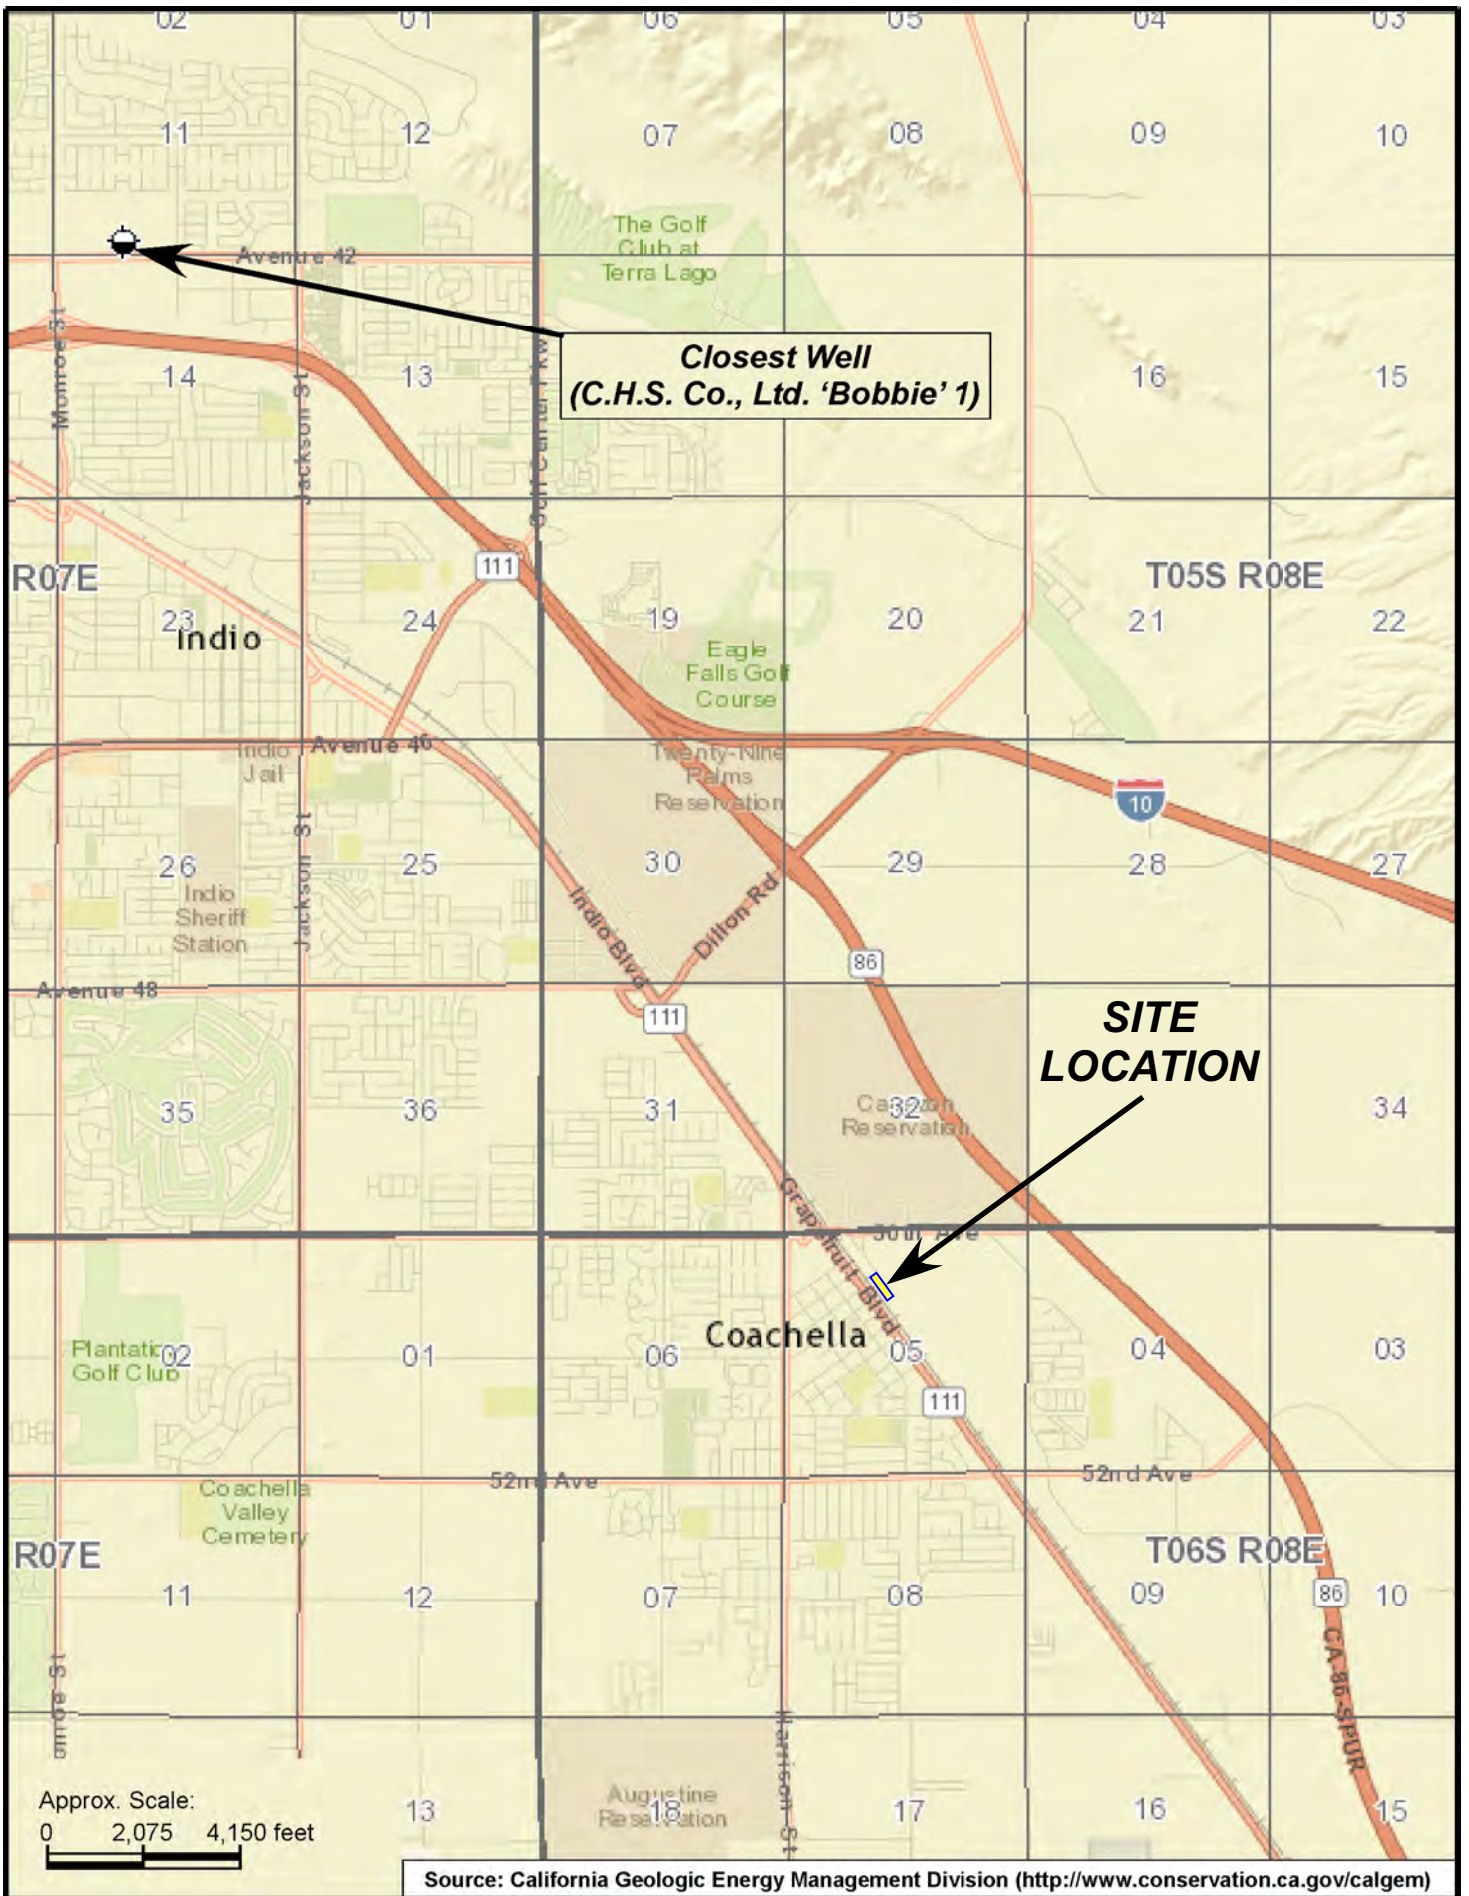 02 01 06 05 04 03
11 12 07 08 09 10
The Golf
Club at
Terra Lago
Avenue 42
Closest Well
(C.H.S. Co., Ltd. ‘Bobbie’ 1)
Monroe St
Jackson St
14 13 16 15
111
R07E
T05S R08E
23 24 19 20 21 22
Indio
Eagle
Falls Golf
Course
Avenue 46
Indio
Jail
Twenty-Nine
Palms
Reservation
10
Jackson St
26 25 30 29 28 27
Indio
Sheriff
Station
Indio Blvd
Dillon Rd
86
Avenue 48
111
SITE
LOCATION
35 36 31 32 34
Reservation
Grapefruit Blvd
50th Ave
Coachella
Plantation
Golf Club
02 01 06 05 04 03
111
52nd Ave
52nd Ave
Coachella
Valley
Cemetery
R07E
T06S R08E
11 12 07 08 09 10
86
CA-86-SPUR
Harrison St
Augustine
Reservation
13 18 17 16 15
Approx. Scale:
0 2,075 4,150 feet
Source: California Geologic Energy Management Division (http://www.conservation.ca.gov/calgem)